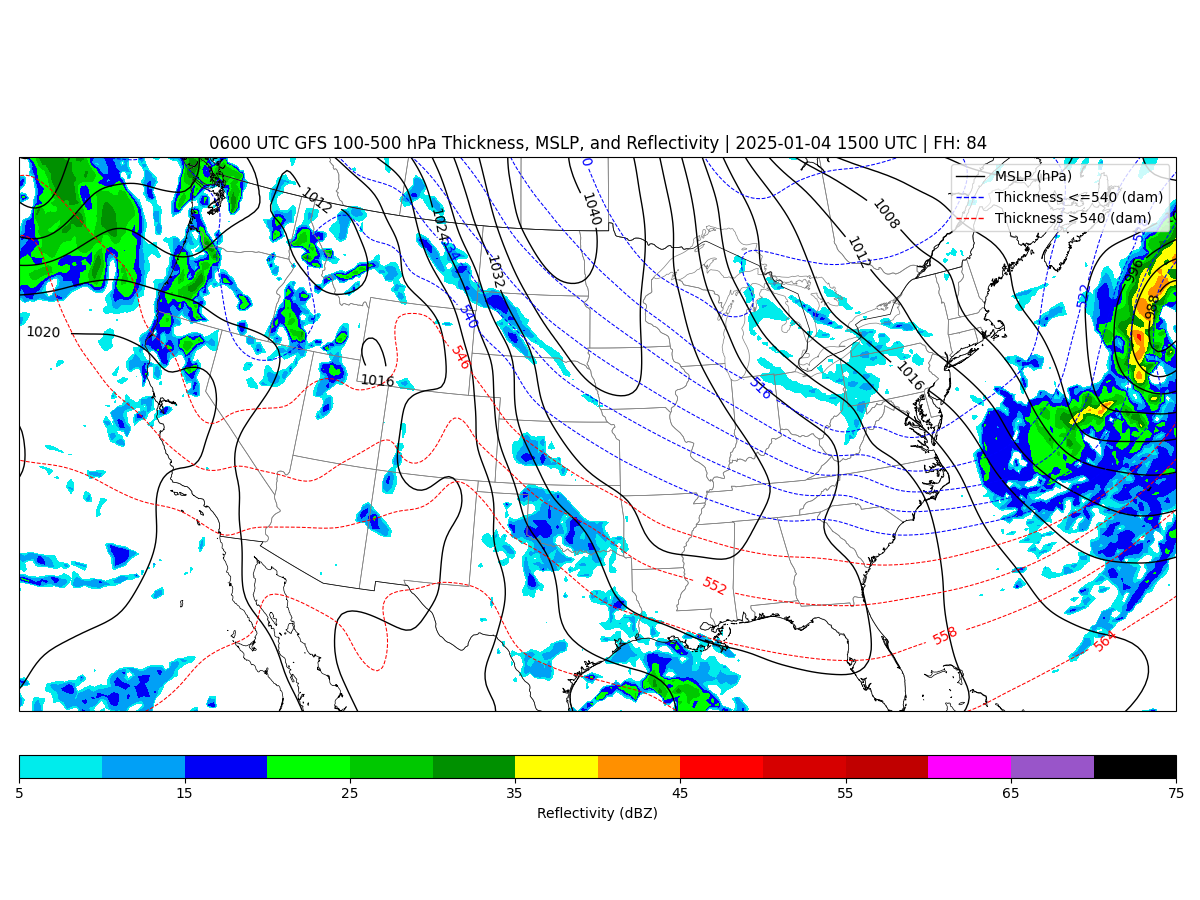 0600 UTC GFS 100-500 hPa Thickness, MSLP, and Reflectivity | 2025-01-04 1500 UTC | FH: 84
MSLP (hPa)
Thickness <=540 (dam)
Thickness >540 (dam)
1012
1040
1008
1024
1012
1032
522
988
540
1020
546
1016
1016
516
552
558
564
5 15 25 35 45 55 65 75
Reflectivity (dBZ)